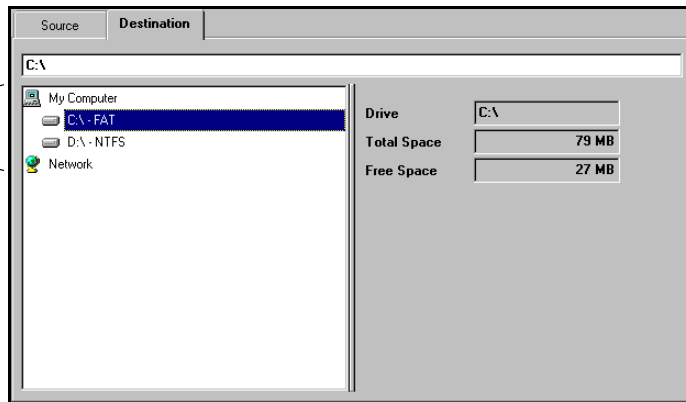 Source Destination
C:\
My Computer
C:\ - FAT
D:\ - NTFS
Network
Drive C:\
Total Space 79 MB
Free Space 27 MB